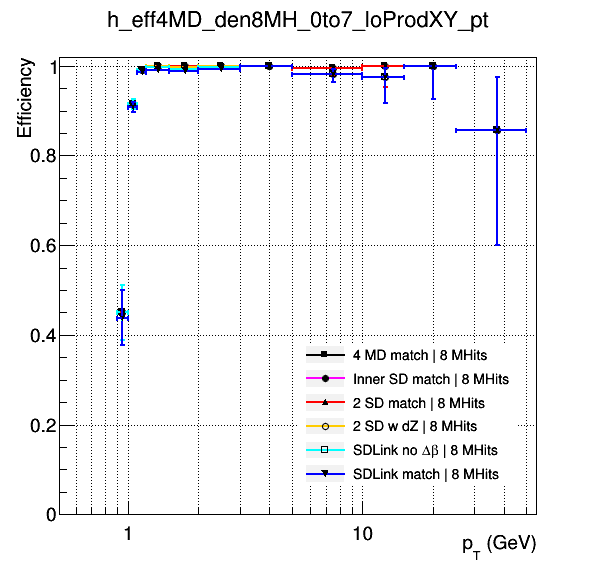 h_eff4MD_den8MH_0to7_loProdXY_pt
Efficiency
1
0.8
0.6
0.4
0.2
0
4 MD match | 8 MHits
Inner SD match | 8 MHits
2 SD match | 8 MHits
2 SD w dZ | 8 MHits
SDLink no Δβ | 8 MHits
SDLink match | 8 MHits
1
10
p_T (GeV)